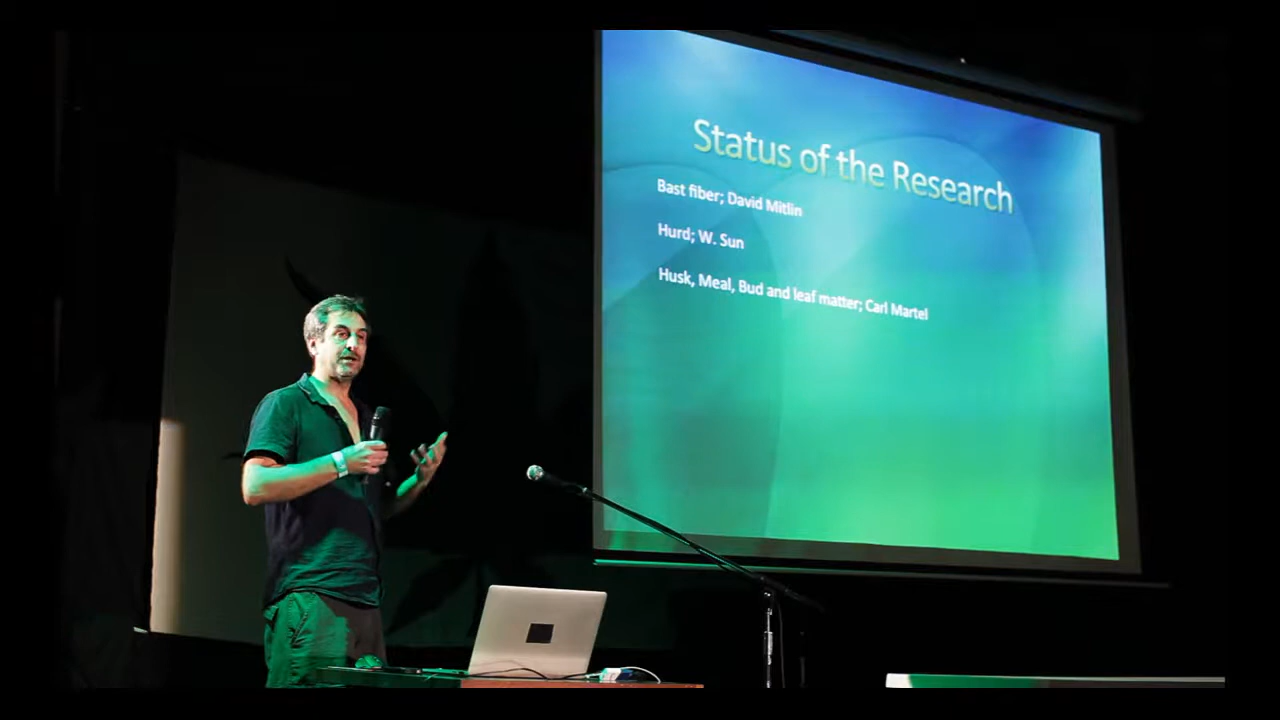 Status of the Research
Bast fiber; David Mitlin
Hurd; W. Sun
Husk, Meal, Bud and leaf matter; Carl Martel